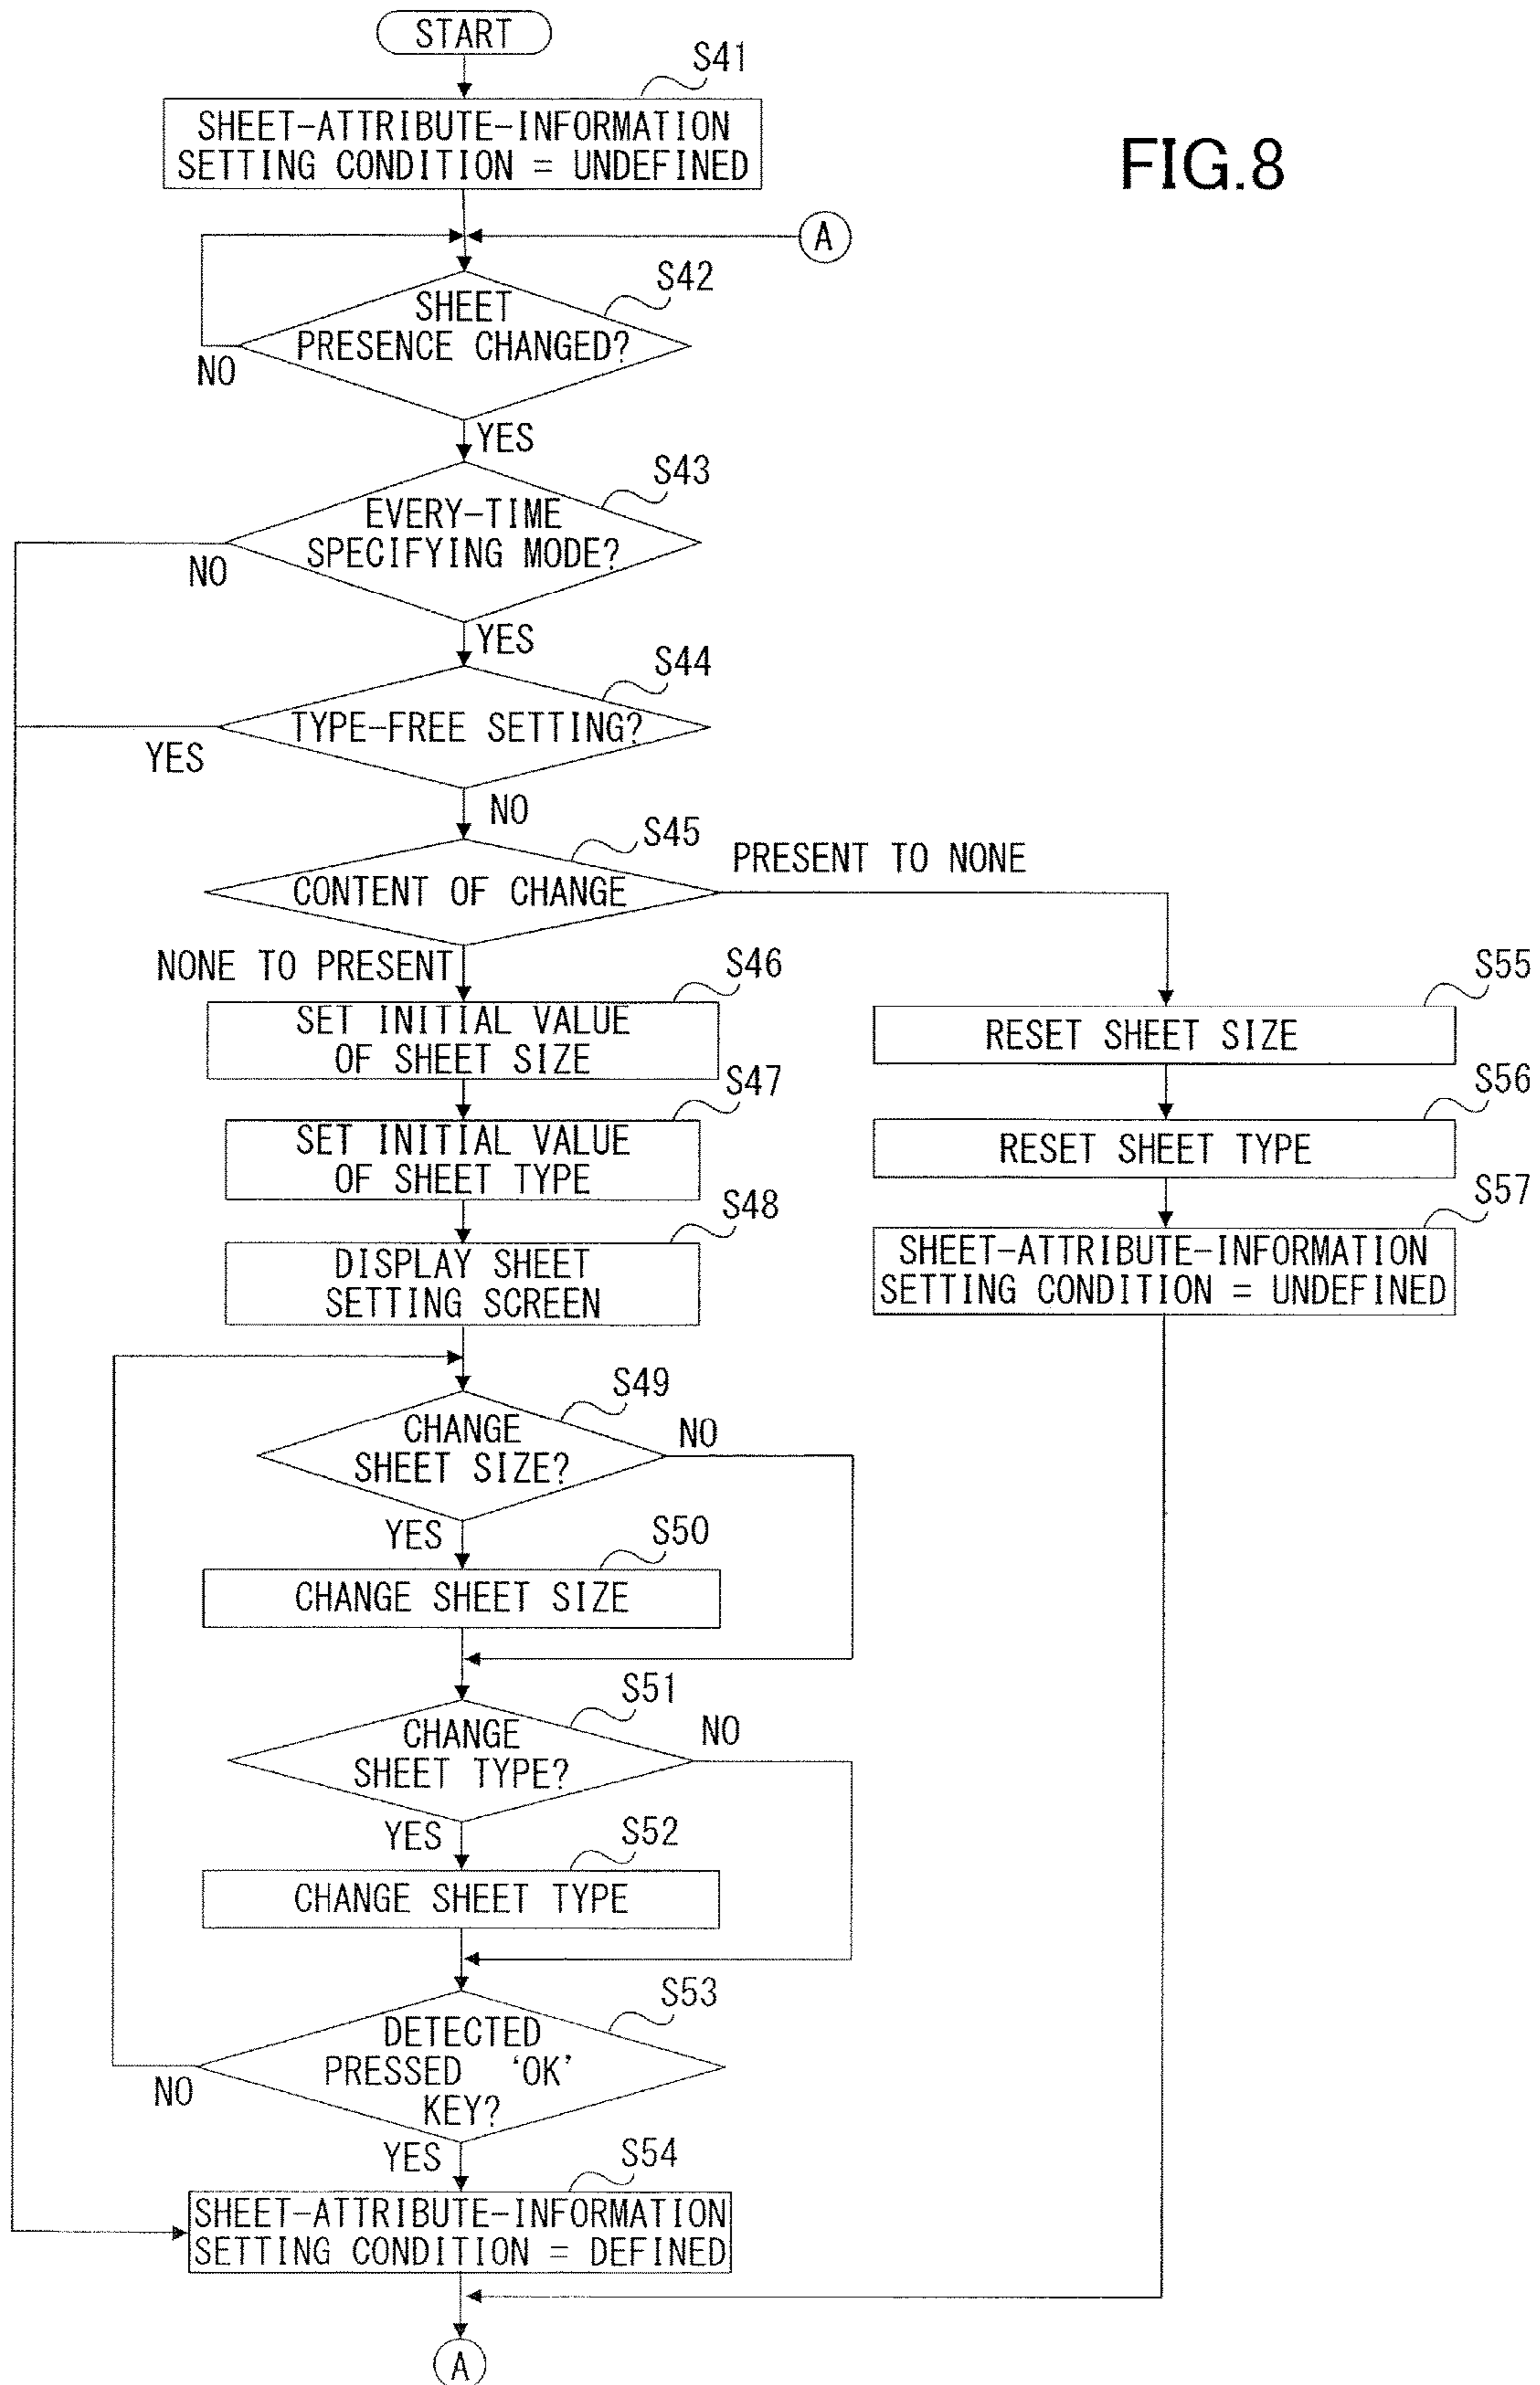 START
S41
SHEET-ATTRIBUTE-INFORMATION
SETTING CONDITION = UNDEFINED
FIG.8
A
S42
SHEET
PRESENCE CHANGED?
NO
YES
S43
EVERY-TIME
SPECIFYING MODE?
NO
YES
S44
TYPE-FREE SETTING?
YES
NO
S45
CONTENT OF CHANGE
PRESENT TO NONE
NONE TO PRESENT
S46
SET INITIAL VALUE
OF SHEET SIZE
S55
RESET SHEET SIZE
S47
SET INITIAL VALUE
OF SHEET TYPE
S56
RESET SHEET TYPE
S48
DISPLAY SHEET
SETTING SCREEN
S57
SHEET-ATTRIBUTE-INFORMATION
SETTING CONDITION = UNDEFINED
S49
CHANGE
SHEET SIZE?
NO
YES
S50
CHANGE SHEET SIZE
S51
CHANGE
SHEET TYPE?
NO
YES
S52
CHANGE SHEET TYPE
S53
DETECTED
PRESSED ‘OK’
KEY?
NO
YES
S54
SHEET-ATTRIBUTE-INFORMATION
SETTING CONDITION = DEFINED
A